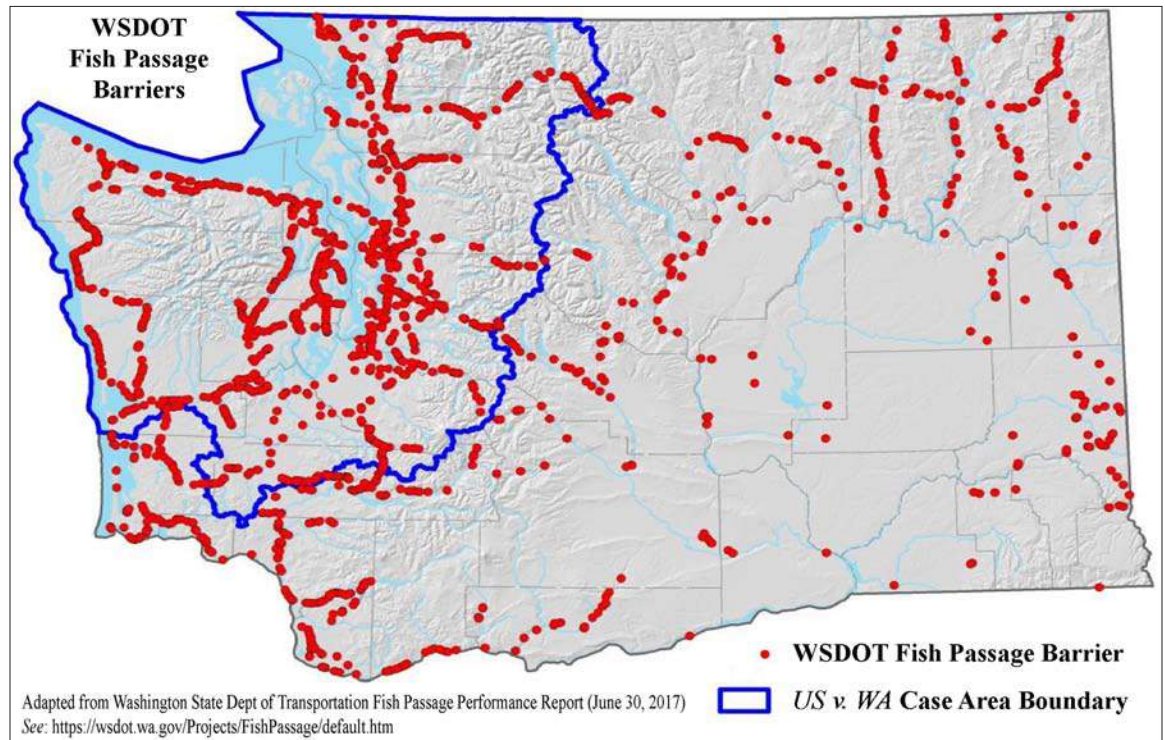 WSDOT
Fish Passage
Barriers
WSDOT Fish Passage Barrier
US v. WA Case Area Boundary
Adapted from Washington State Dept of Transportation Fish Passage Performance Report (June 30, 2017)
See: https://wsdot.wa.gov/Projects/FishPassage/default.htm